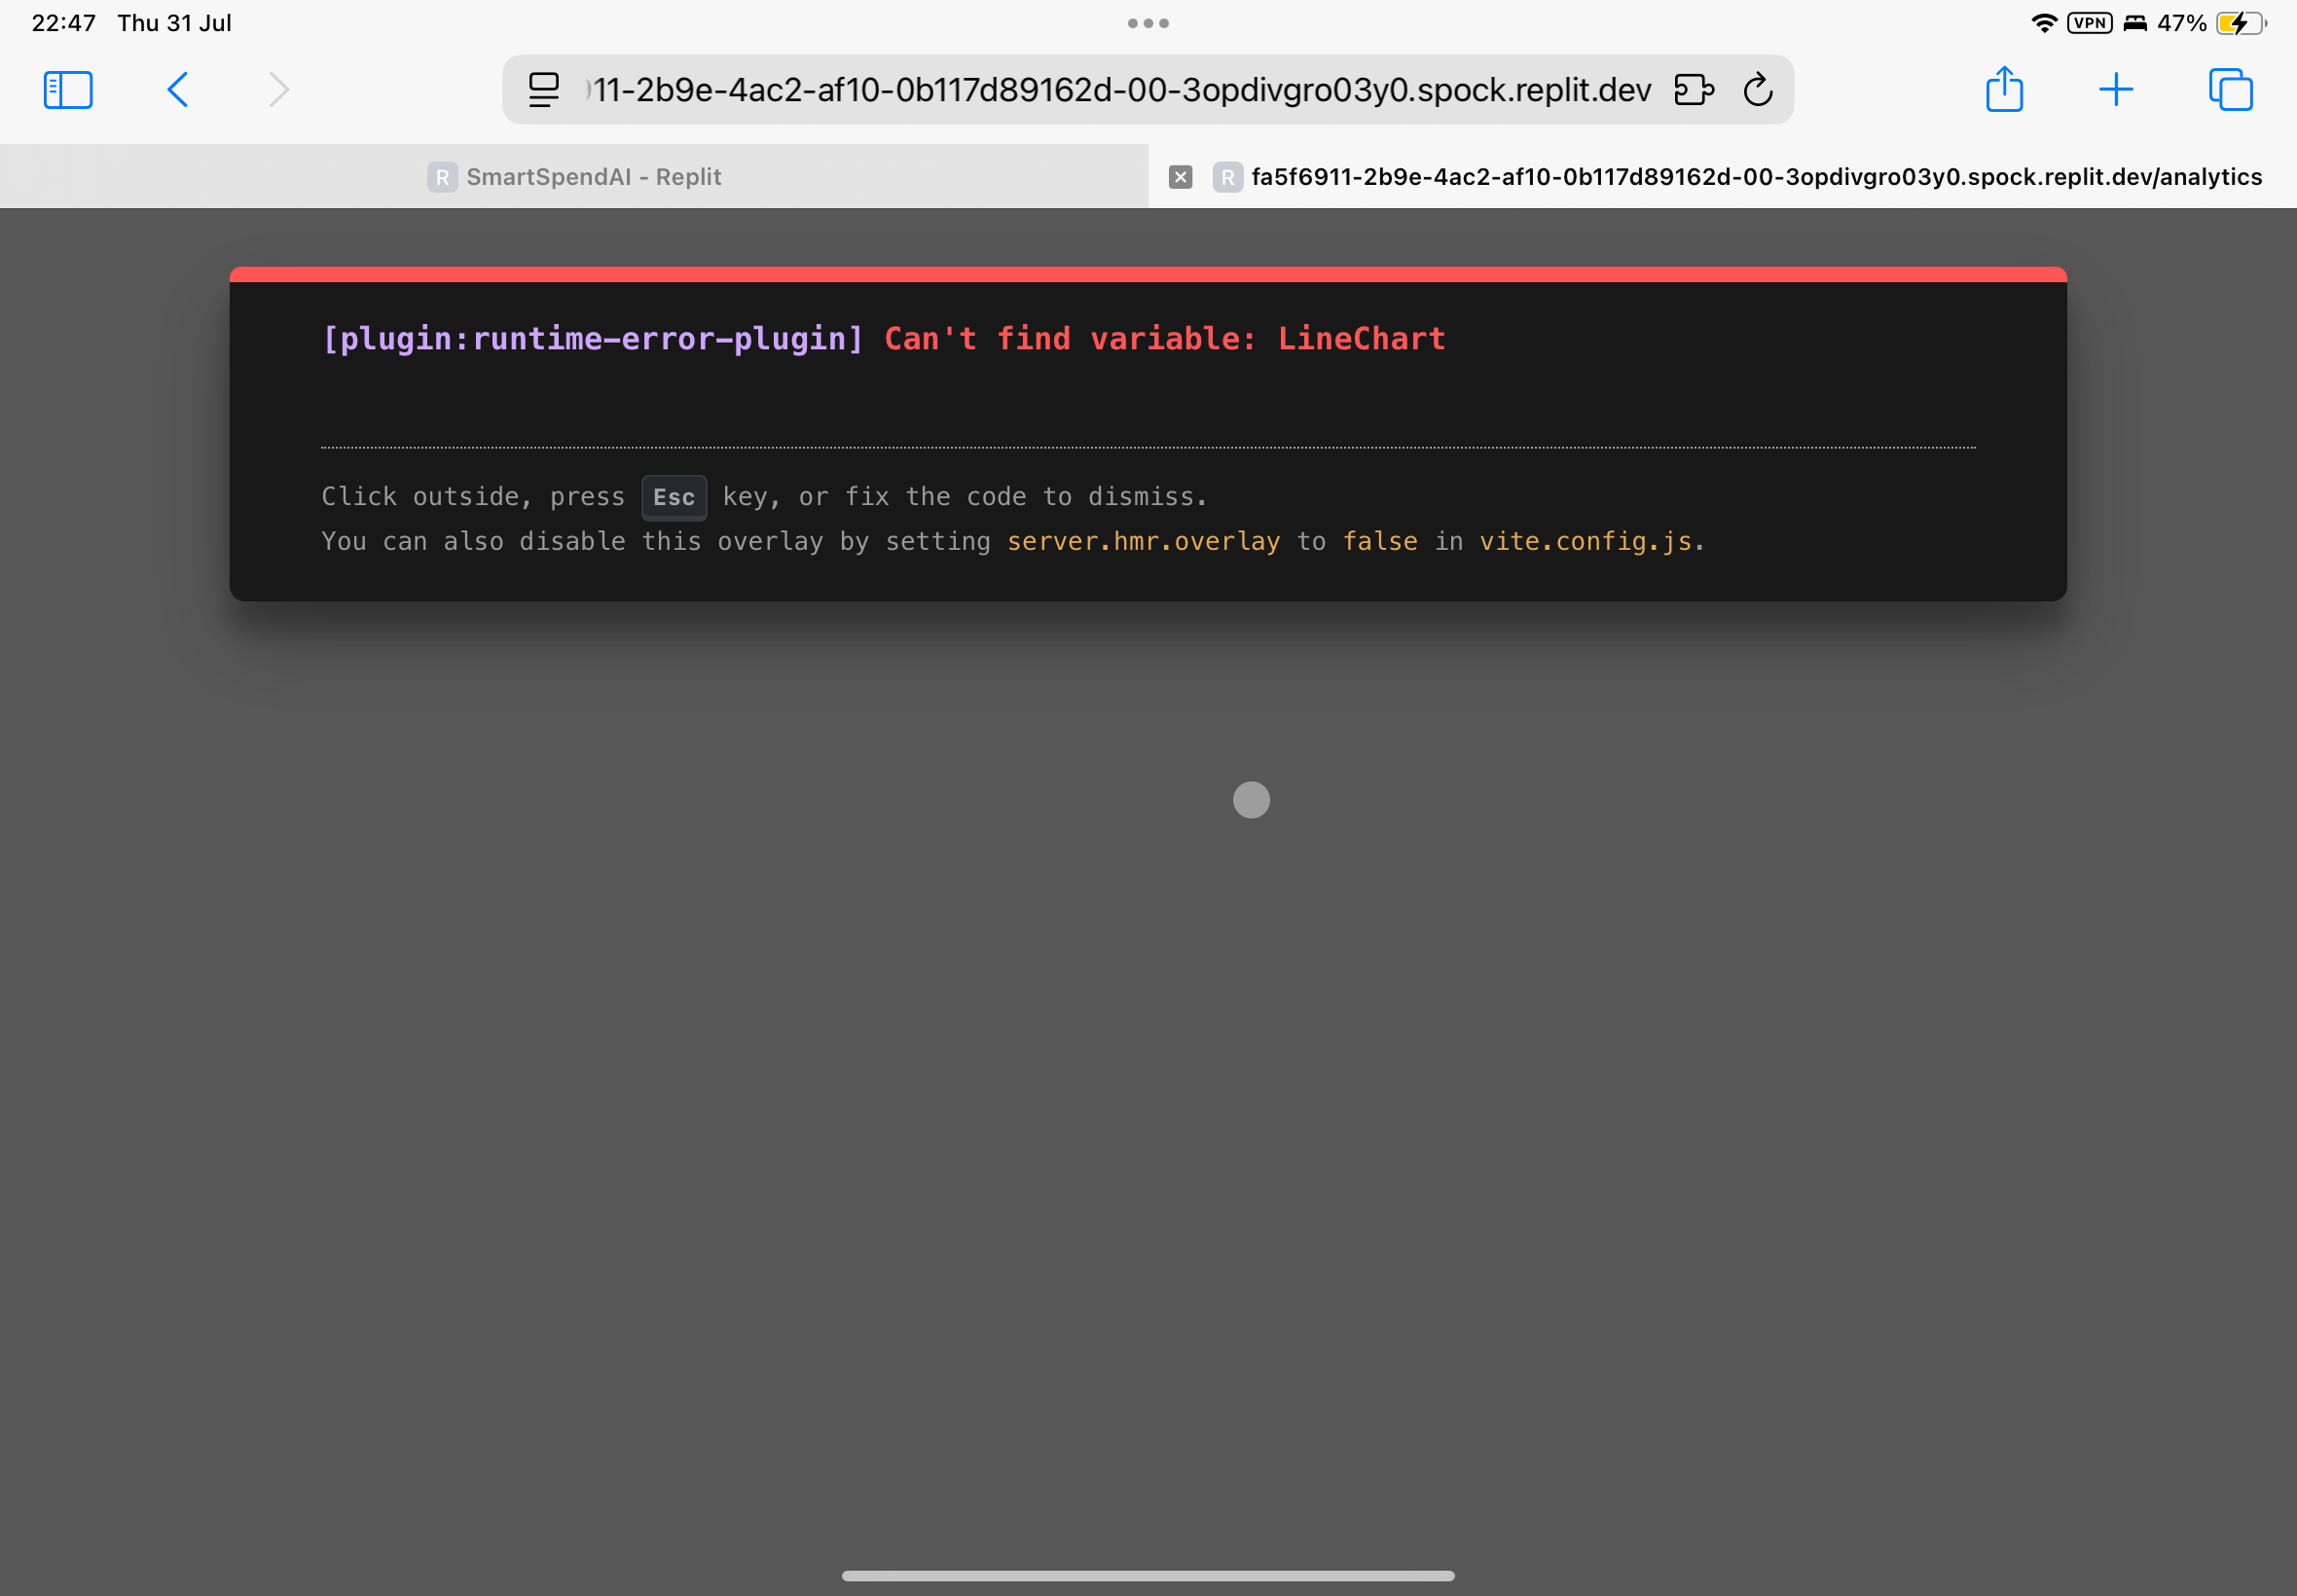 22:47 Thu 31 Jul
VPN 47%
11-2b9e-4ac2-af10-0b117d89162d-00-3opdivgro03y0.spock.replit.dev
R SmartSpendAI - Replit
R fa5f6911-2b9e-4ac2-af10-0b117d89162d-00-3opdivgro03y0.spock.replit.dev/analytics
[plugin:runtime-error-plugin] Can't find variable: LineChart
Click outside, press Esc key, or fix the code to dismiss.
You can also disable this overlay by setting server.hmr.overlay to false in vite.config.js.